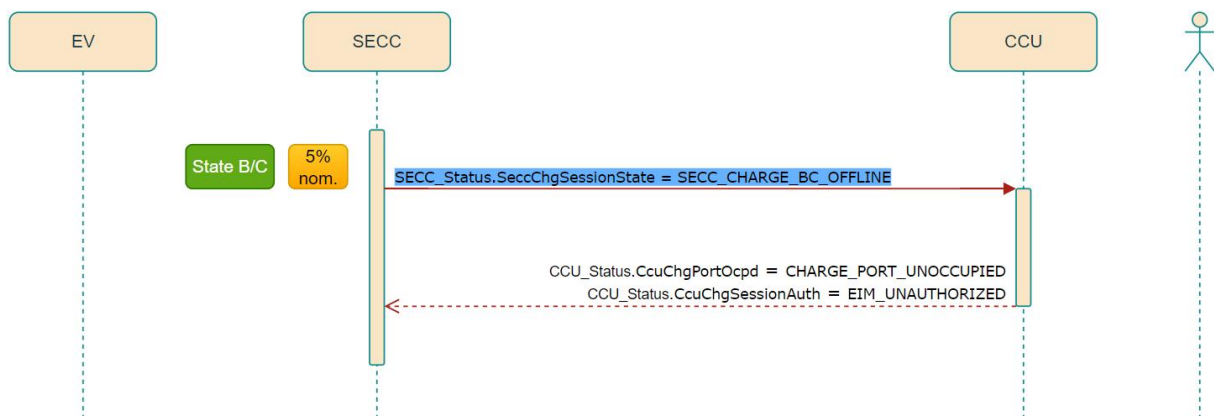 EV
SECC
CCU
State B/C
5%
nom.
SECC_Status.SeccChgSessionState = SECC_CHARGE_BC_OFFLINE
CCU_Status.CcuChgPortOcpd = CHARGE_PORT_UNOCCUPIED
CCU_Status.CcuChgSessionAuth = EIM_UNAUTHORIZED